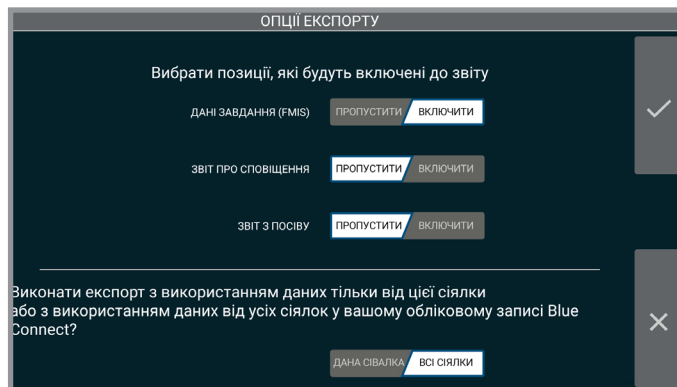 ОПЦІЇ ЕКСПОРТУ
Вибрати позиції, які будуть включені до звіту
ДАНІ ЗАВДАННЯ (FMIS) ПРОПУСТИТИ ВКЛЮЧИТИ
ЗВІТ ПРО СПОВІЩЕННЯ ПРОПУСТИТИ ВКЛЮЧИТИ
ЗВІТ З ПОСІВУ ПРОПУСТИТИ ВКЛЮЧИТИ
Виконати експорт з використанням даних тільки від цієї сіялки
або з використанням даних від усіх сіялок у вашому обліковому записі Blue
Connect?
ДАНА СІВАЛКА ВСІ СІЯЛКИ